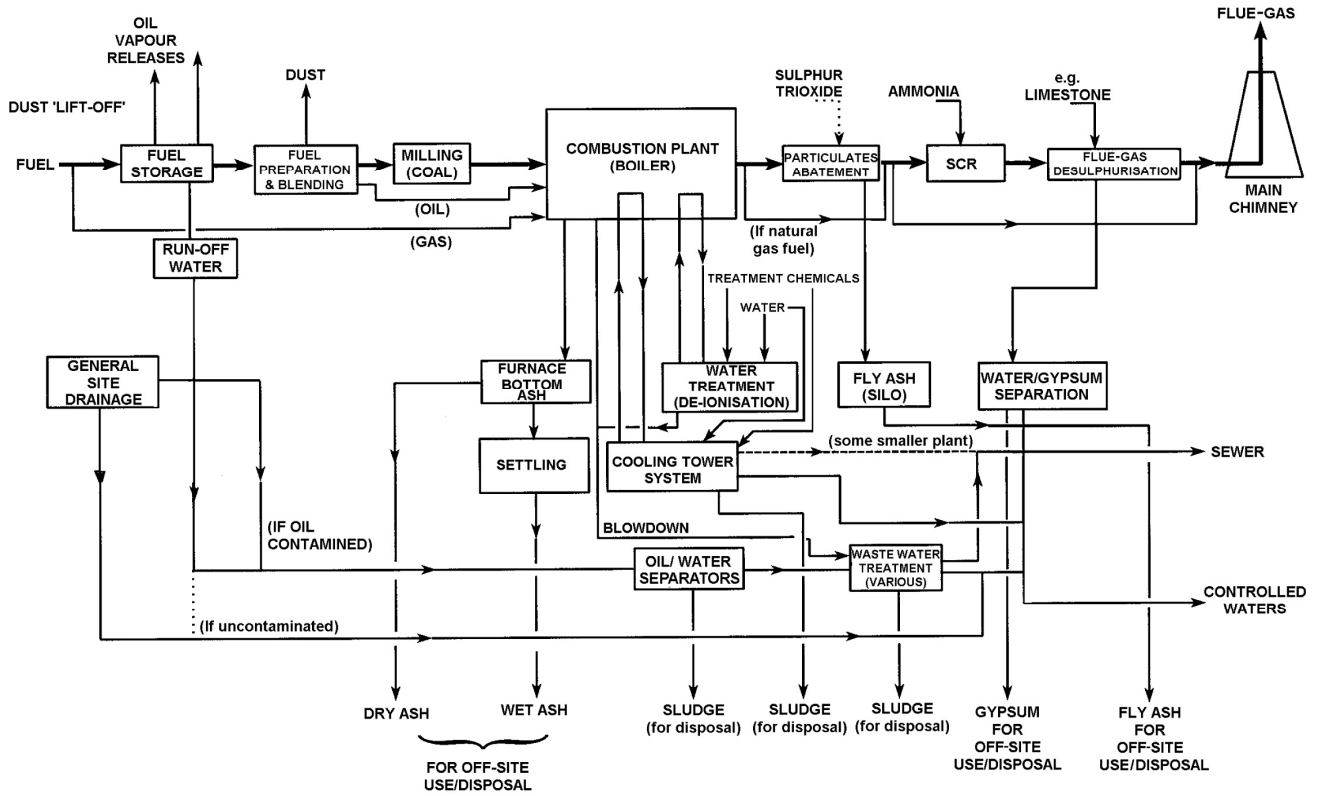 FLUE-GAS
OIL
VAPOUR
RELEASES
DUST
SULPHUR
TRIOXIDE
AMMONIA
e.g.
LIMESTONE
DUST 'LIFT-OFF'
FUEL
FUEL
STORAGE
FUEL
PREPARATION
& BLENDING
MILLING
(COAL)
COMBUSTION PLANT
(BOILER)
PARTICULATES
ABATEMENT
SCR
FLUE-GAS
DESULPHURISATION
MAIN
CHIMNEY
(OIL)
(GAS)
(If natural
gas fuel)
RUN-OFF
WATER
TREATMENT CHEMICALS
WATER
GENERAL
SITE
DRAINAGE
FURNACE
BOTTOM
ASH
WATER
TREATMENT
(DE-IONISATION)
FLY ASH
(SILO)
WATER/GYPSUM
SEPARATION
SETTLING
COOLING TOWER
SYSTEM
(some smaller plant)
SEWER
(IF OIL
CONTAMINED)
BLOWDOWN
OIL/ WATER
SEPARATORS
WASTE WATER
TREATMENT
(VARIOUS)
CONTROLLED
WATERS
(If uncontaminated)
DRY ASH
WET ASH
SLUDGE
(for disposal)
SLUDGE
(for disposal)
SLUDGE
(for disposal)
GYPSUM
FOR
OFF-SITE
USE/DISPOSAL
FLY ASH
FOR
OFF-SITE
USE/DISPOSAL
FOR OFF-SITE
USE/DISPOSAL